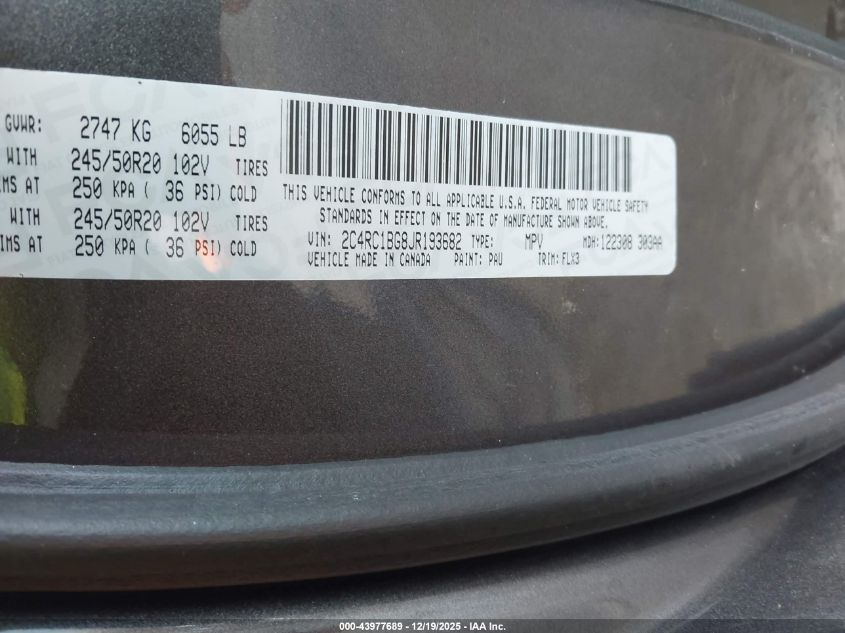 GVWR: 2747 KG 6055 LB
WITH 245/50R20 102V TIRES
IMS AT 250 KPA ( 36 PSI) COLD
WITH 245/50R20 102V TIRES
IMS AT 250 KPA ( 36 PSI) COLD
THIS VEHICLE CONFORMS TO ALL APPLICABLE U.S.A. FEDERAL MOTOR VEHICLE SAFETY
STANDARDS IN EFFECT ON THE DATE OF MANUFACTURE SHOWN ABOVE.
VIN: 2C4RC1BG8JR193682 TYPE: MPV MDH: 122308 303AA
VEHICLE MADE IN CANADA PAINT: PAU TRIM: FLX3
000-43977689 - 12/19/2025 - IAA Inc.